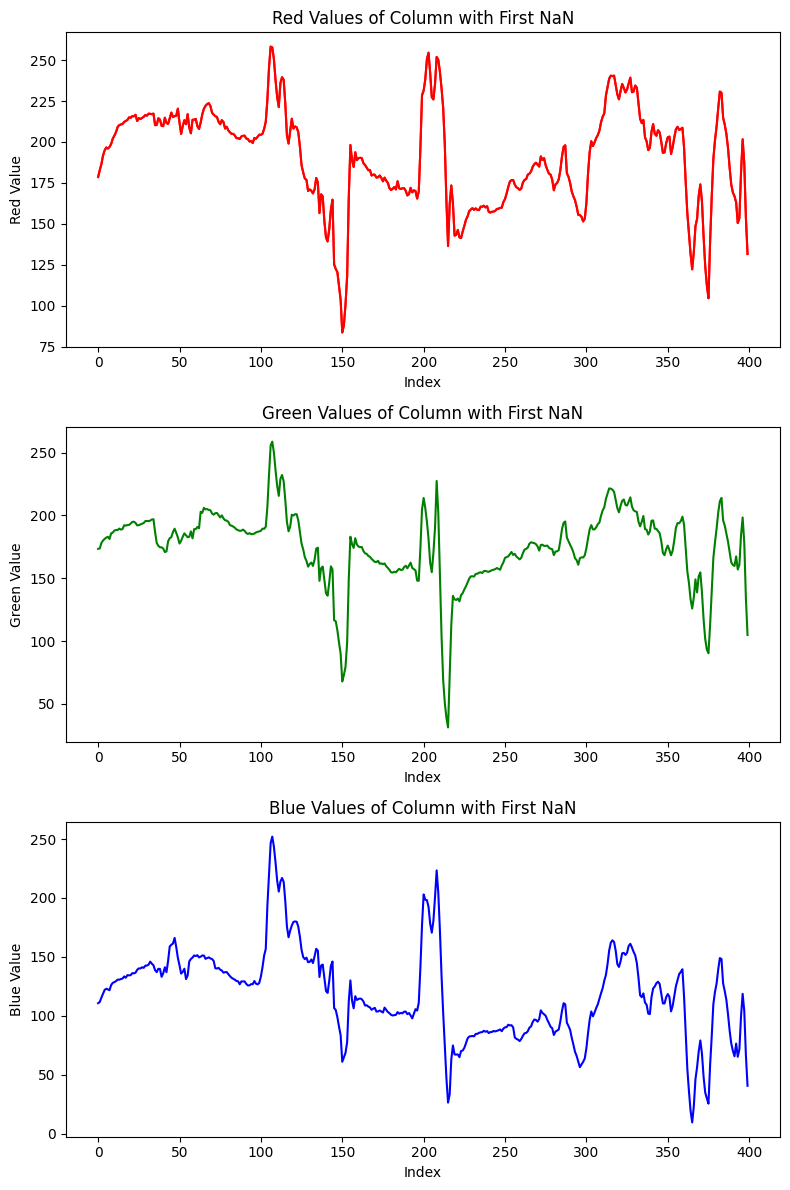 Red Values of Column with First NaN
250
225
200
175
150
125
100
75
Red Value
0 50 100 150 200 250 300 350 400
Index
Green Values of Column with First NaN
250
200
150
100
50
Green Value
0 50 100 150 200 250 300 350 400
Index
Blue Values of Column with First NaN
250
200
150
100
50
0
Blue Value
0 50 100 150 200 250 300 350 400
Index